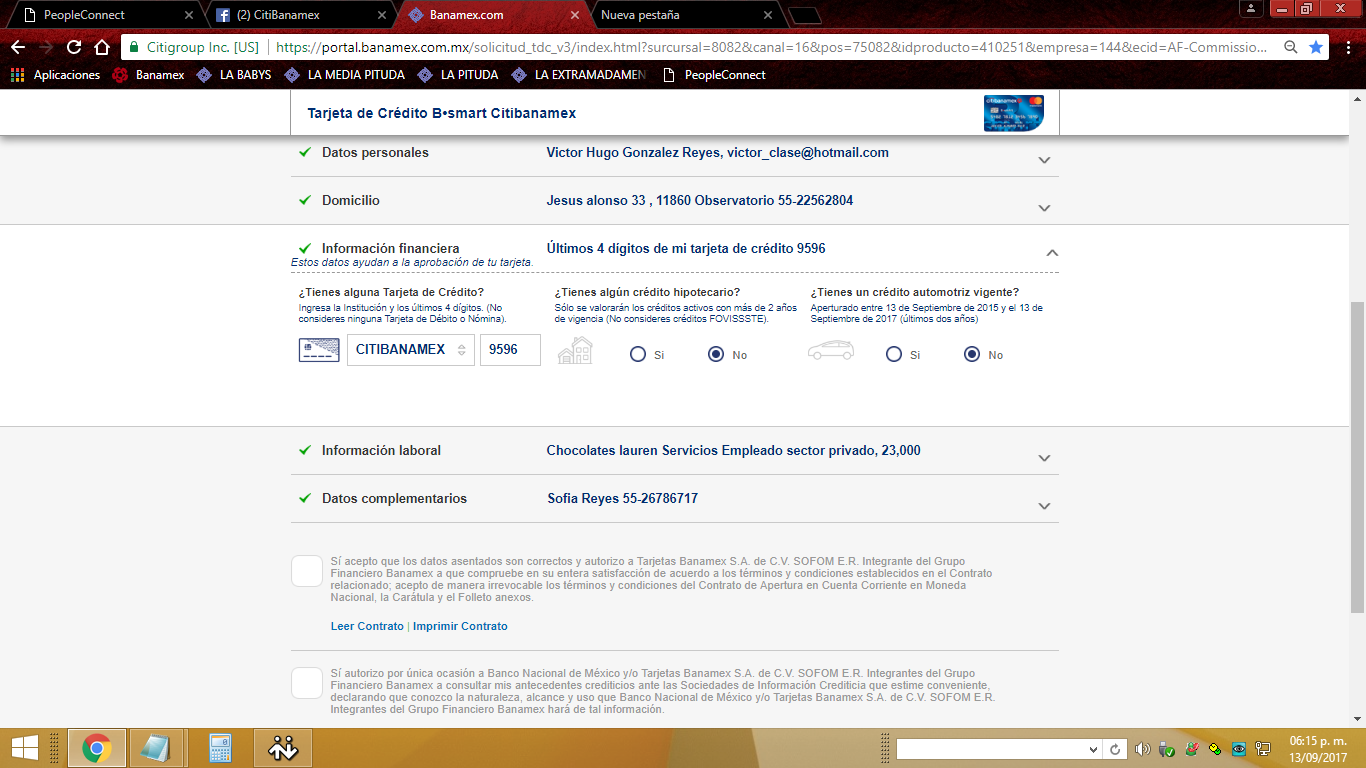 PeopleConnect
(2) CitiBanamex
Banamex.com
Nueva pestaña
Citigroup Inc. [US] https://portal.banamex.com.mx/solicitud_tdc_v3/index.html?surcursal=8082&canal=16&pos=75082&idproducto=410251&empresa=144&ecid=AF-Commissio...
Aplicaciones Banamex LA BABYS LA MEDIA PITUDA LA PITUDA LA EXTRAMADAMEN PeopleConnect
Tarjeta de Crédito B•smart Citibanamex
citibanamex
Datos personales Victor Hugo Gonzalez Reyes, victor_clase@hotmail.com
Domicilio Jesus alonso 33 , 11860 Observatorio 55-22562804
Información financiera Últimos 4 dígitos de mi tarjeta de crédito 9596
Estos datos ayudan a la aprobación de tu tarjeta.
¿Tienes alguna Tarjeta de Crédito?
Ingresa la Institución y los últimos 4 dígitos. (No
consideres ninguna Tarjeta de Débito o Nómina).
CITIBANAMEX 9596
¿Tienes algún crédito hipotecario?
Sólo se valorarán los créditos activos con más de 2 años
de vigencia (No consideres créditos FOVISSSTE).
Si No
¿Tienes un crédito automotriz vigente?
Aperturado entre 13 de Septiembre de 2015 y el 13 de
Septiembre de 2017 (últimos dos años)
Si No
Información laboral Chocolates lauren Servicios Empleado sector privado, 23,000
Datos complementarios Sofia Reyes 55-26786717
Sí acepto que los datos asentados son correctos y autorizo a Tarjetas Banamex S.A. de C.V. SOFOM E.R. Integrante del Grupo
Financiero Banamex a que compruebe en su entera satisfacción de acuerdo a los términos y condiciones establecidos en el Contrato
relacionado; acepto de manera irrevocable los términos y condiciones del Contrato de Apertura en Cuenta Corriente en Moneda
Nacional, la Carátula y el Folleto anexos.
Leer Contrato | Imprimir Contrato
Sí autorizo por única ocasión a Banco Nacional de México y/o Tarjetas Banamex S.A. de C.V. SOFOM E.R. Integrantes del Grupo
Financiero Banamex a consultar mis antecedentes crediticios ante las Sociedades de Información Crediticia que estime conveniente,
declarando que conozco la naturaleza, alcance y uso que Banco Nacional de México y/o Tarjetas Banamex S.A. de C.V. SOFOM E.R.
Integrantes del Grupo Financiero Banamex hará de tal información.
06:15 p. m.
13/09/2017